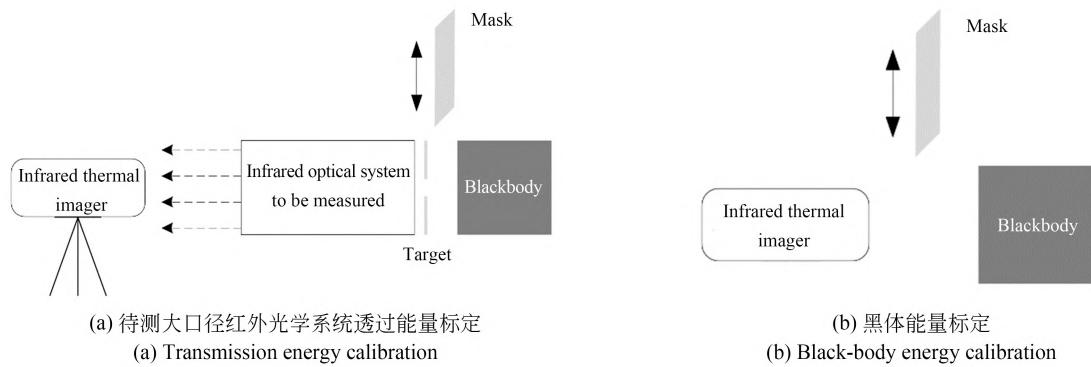 Mask
Infrared thermal
imager
Infrared optical system
to be measured
Blackbody
Target
(a) 待测大口径红外光学系统透过能量标定
(a) Transmission energy calibration
Mask
Infrared thermal
imager
Blackbody
(b) 黑体能量标定
(b) Black-body energy calibration